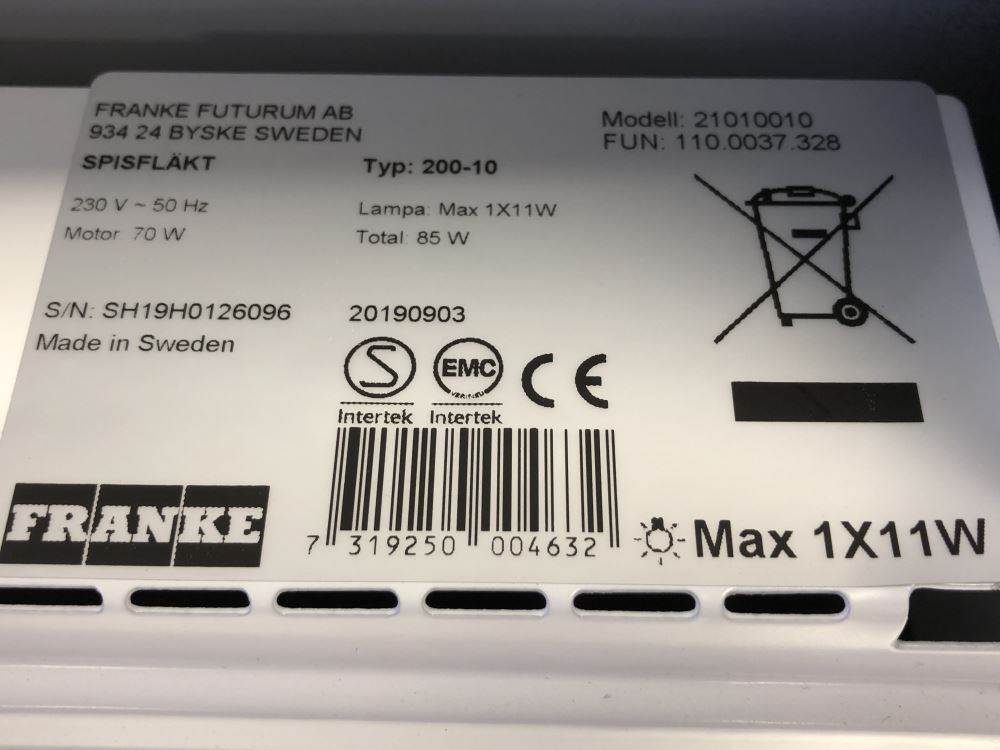 FRANKE FUTURUM AB
934 24 BYSKE SWEDEN
SPISFLÄKT
Typ: 200-10
Modell: 21010010
FUN: 110.0037.328
230 V ~ 50 Hz
Lampa: Max 1X11W
Motor 70 W
Total: 85 W
S/N: SH19H0126096
20190903
Made in Sweden
S
EMC
CE
Intertek
Intertek
FRANKE
7 319250 004632
Max 1X11W